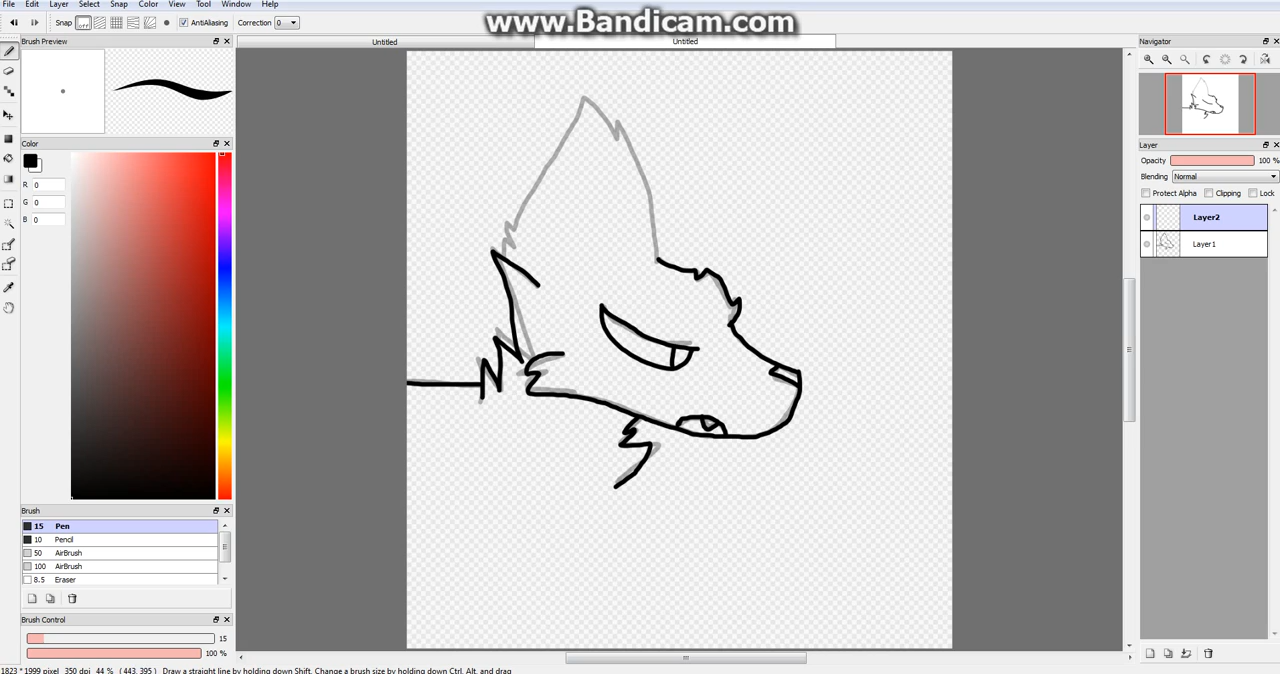 File Edit Layer Select Snap Color View Tool Window Help
www.Bandicam.com
Snap off AntiAliasing Correction 0
Brush Preview
Untitled
Untitled
Navigator
Color
R 0
G 0
B 0
Layer
Opacity 100 %
Blending Normal
Protect Alpha Clipping Lock
Layer2
Layer1
Brush
15 Pen
10 Pencil
50 AirBrush
100 AirBrush
8.5 Eraser
Brush Control
15
100 %
1823 * 1999 pixel 350 dpi 44 % ( 443, 395 ) Draw a straight line by holding down Shift, Change a brush size by holding down Ctrl, Alt, and drag